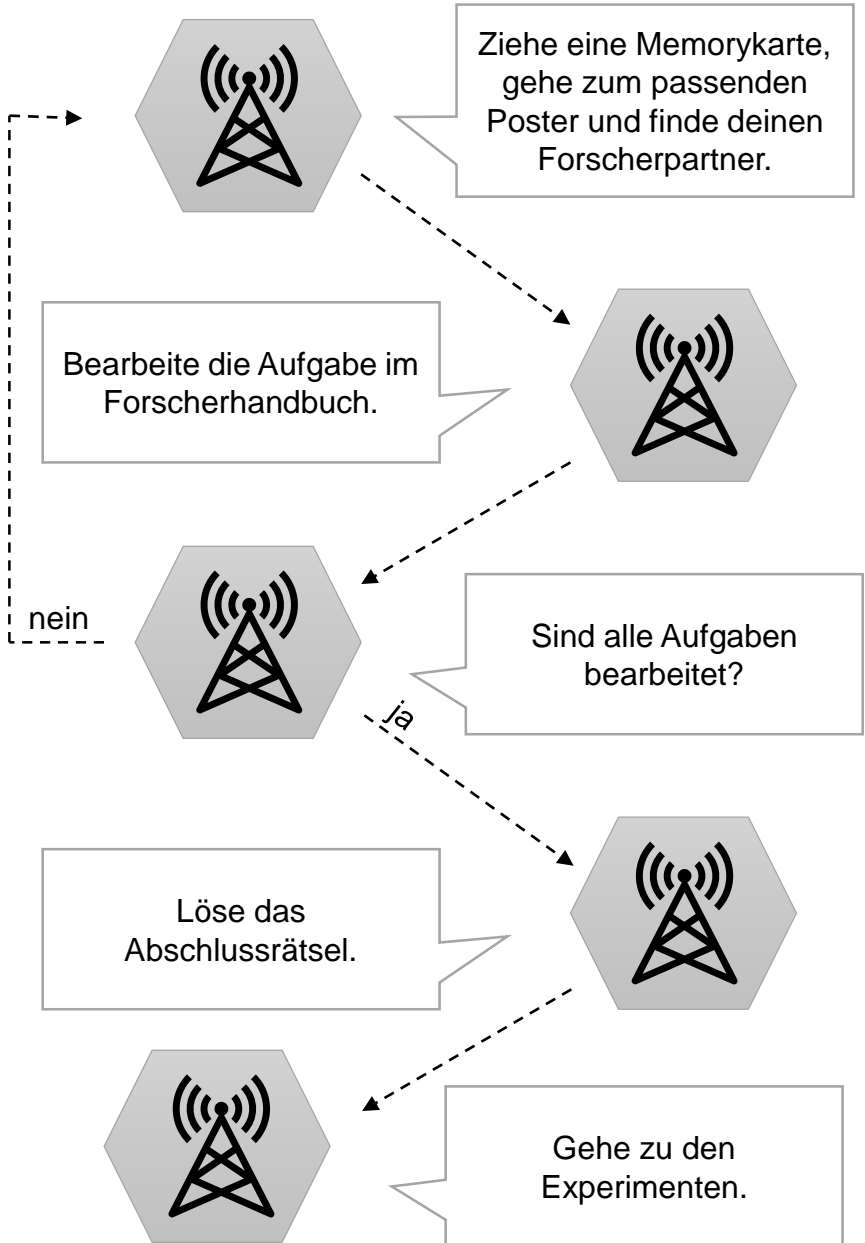 Ziehe eine Memorykarte,
gehe zum passenden
Poster und finde deinen
Forscherpartner.
Bearbeite die Aufgabe im
Forscherhandbuch.
nein
Sind alle Aufgaben
bearbeitet?
ja
Löse das
Abschlussrätsel.
Gehe zu den
Experimenten.